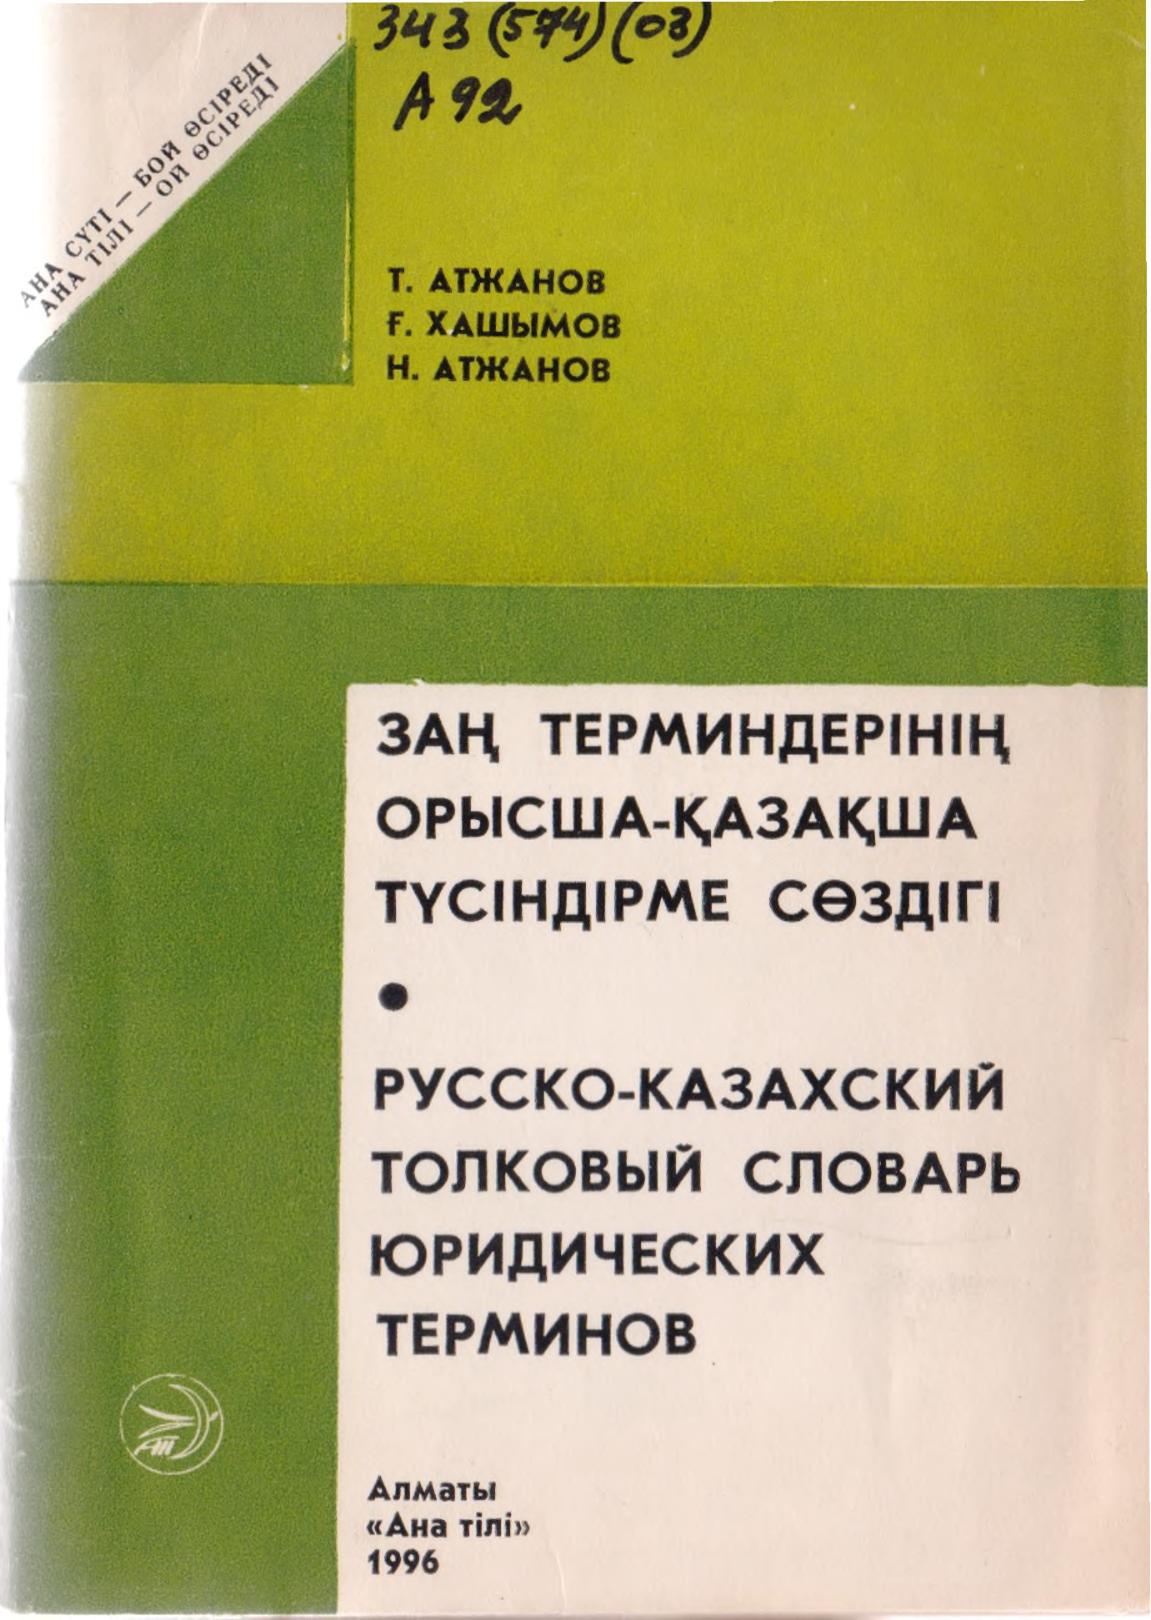 343 (574) (03)
А 92
АНА СҮТІ — БОЙ ӨСІРЕДІ
АНА ТІЛІ — ОЙ ӨСІРЕДІ
Т. АТЖАНОВ
Ғ. ХАШЫМОВ
Н. АТЖАНОВ
ЗАҢ ТЕРМИНДЕРІНІҢ
ОРЫСША-ҚАЗАҚША
ТҮСІНДІРМЕ СӨЗДІГІ
●
РУССКО-КАЗАХСКИЙ
ТОЛКОВЫЙ СЛОВАРЬ
ЮРИДИЧЕСКИХ
ТЕРМИНОВ
АТ
Алматы
«Ана тілі»
1996